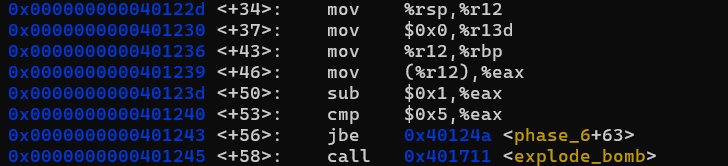 0x000000000040122d <+34>: mov %rsp,%r12
0x0000000000401230 <+37>: mov $0x0,%r13d
0x0000000000401236 <+43>: mov %r12,%rbp
0x0000000000401239 <+46>: mov (%r12),%eax
0x000000000040123d <+50>: sub $0x1,%eax
0x0000000000401240 <+53>: cmp $0x5,%eax
0x0000000000401243 <+56>: jbe 0x40124a <phase_6+63>
0x0000000000401245 <+58>: call 0x401711 <explode_bomb>